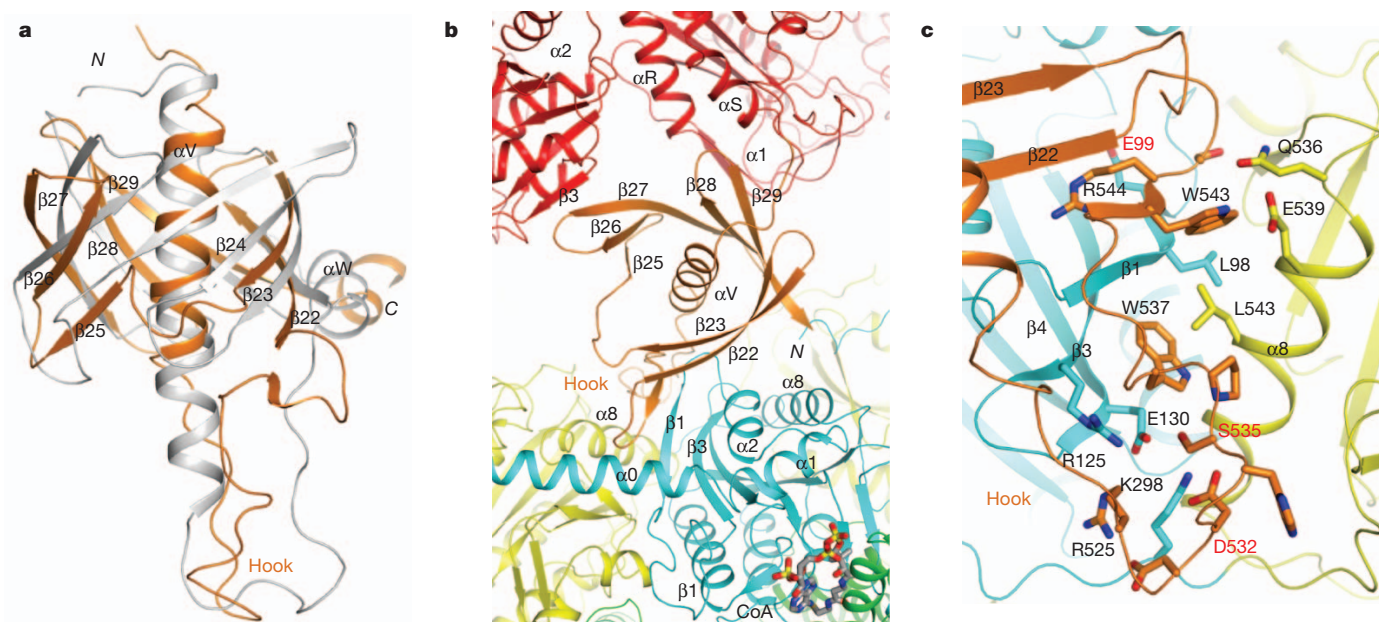 a
N
αV
β29
β27
β28
β24
αW
β26
β23
C
β22
β25
Hook
b
α2
αR
αS
α1
β3
β27
β28
β29
β26
β25
αV
β23
β22
N
Hook
α8
α8
β1
β3
α2
α1
α0
β1
CoA
c
β23
E99
Q536
β22
R544
W543
E539
L98
β1
L543
W537
β4
α8
β3
E130
S535
R125
K298
Hook
R525
D532